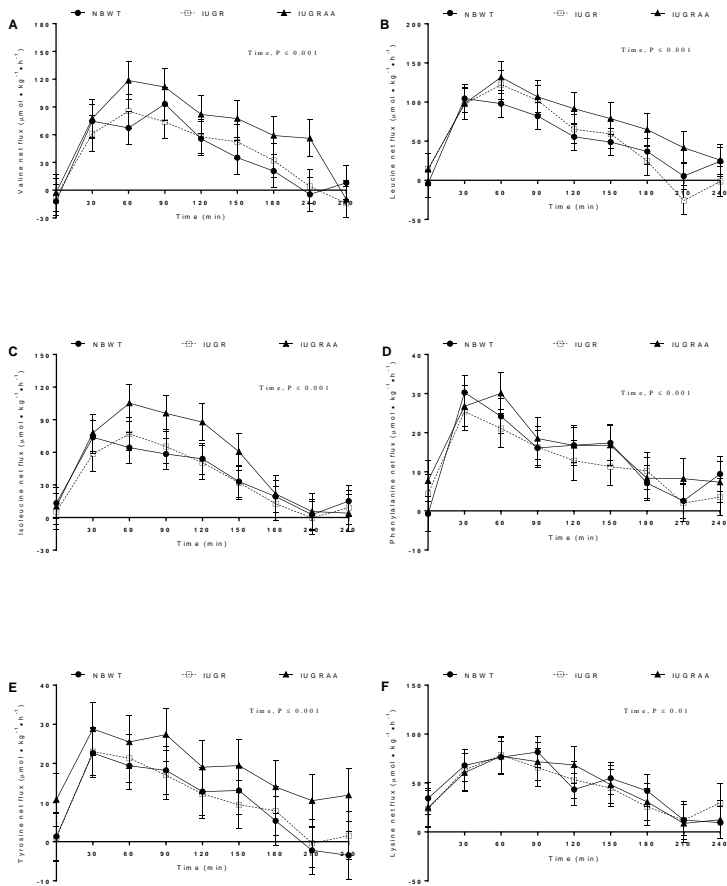 A
NBWT IUGR IUGRAA
Time, P ≤ 0.001
Valine net flux (μmol • kg⁻¹•h⁻¹)
180
150
120
90
60
30
0
-30
30 60 90 120 150 180 210 240
Time (min)
B
NBWT IUGR IUGRAA
Time, P ≤ 0.001
Leucine net flux (μmol • kg⁻¹•h⁻¹)
200
150
100
50
0
-50
30 60 90 120 150 180 210 240
Time (min)
C
NBWT IUGR IUGRAA
Time, P ≤ 0.001
Isoleucine net flux (μmol • kg⁻¹•h⁻¹)
150
120
90
60
30
0
-30
30 60 90 120 150 180 210 240
Time (min)
D
NBWT IUGR IUGRAA
Time, P ≤ 0.001
Phenylalanine net flux (μmol • kg⁻¹•h⁻¹)
40
30
20
10
0
-10
30 60 90 120 150 180 210 240
Time (min)
E
NBWT IUGR IUGRAA
Time, P ≤ 0.001
Tyrosine net flux (μmol • kg⁻¹•h⁻¹)
40
30
20
10
0
-10
30 60 90 120 150 180 210 240
Time (min)
F
NBWT IUGR IUGRAA
Time, P ≤ 0.01
Lysine net flux (μmol • kg⁻¹•h⁻¹)
150
100
50
0
-50
30 60 90 120 150 180 210 240
Time (min)